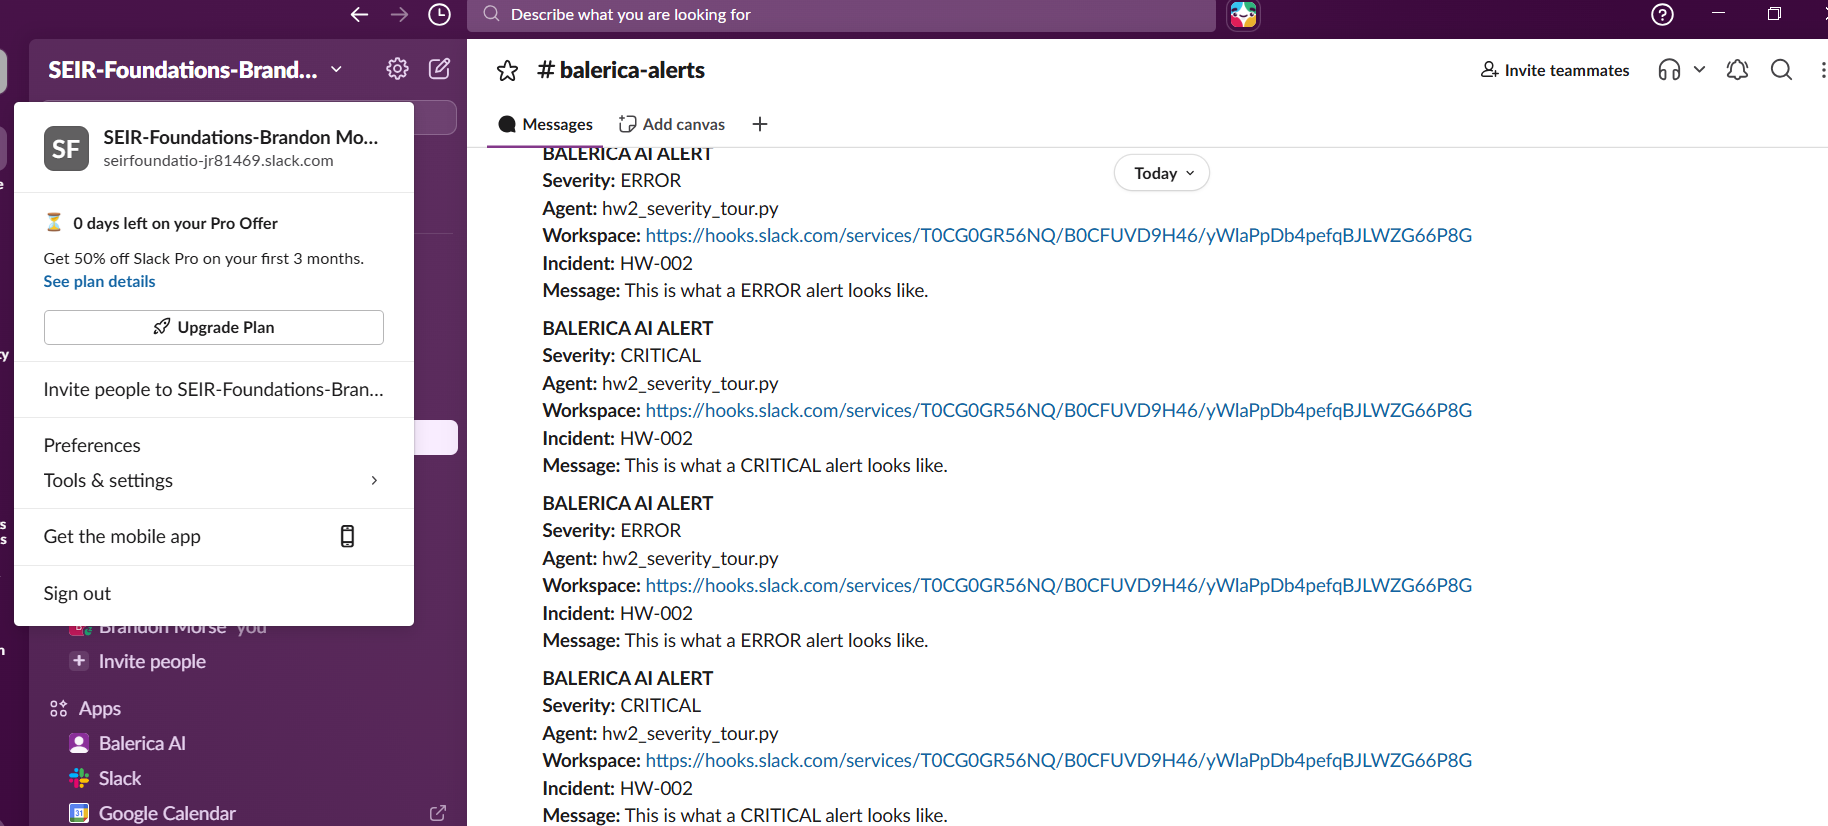 Describe what you are looking for
SEIR-Foundations-Brand...
SF
SEIR-Foundations-Brandon Mo...
seirfoundatio-jr81469.slack.com
0 days left on your Pro Offer
Get 50% off Slack Pro on your first 3 months.
See plan details
Upgrade Plan
Invite people to SEIR-Foundations-Bran...
Preferences
Tools & settings
Get the mobile app
Sign out
Brandon Morse you
Invite people
Apps
Balerica AI
Slack
Google Calendar
# balerica-alerts
Invite teammates
Messages
Add canvas
Today
BALERICA AI ALERT
Severity: ERROR
Agent: hw2_severity_tour.py
Workspace: https://hooks.slack.com/services/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
Incident: HW-002
Message: This is what a ERROR alert looks like.
BALERICA AI ALERT
Severity: CRITICAL
Agent: hw2_severity_tour.py
Workspace: https://hooks.slack.com/services/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
Incident: HW-002
Message: This is what a CRITICAL alert looks like.
BALERICA AI ALERT
Severity: ERROR
Agent: hw2_severity_tour.py
Workspace: https://hooks.slack.com/services/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
Incident: HW-002
Message: This is what a ERROR alert looks like.
BALERICA AI ALERT
Severity: CRITICAL
Agent: hw2_severity_tour.py
Workspace: https://hooks.slack.com/services/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
Incident: HW-002
Message: This is what a CRITICAL alert looks like.